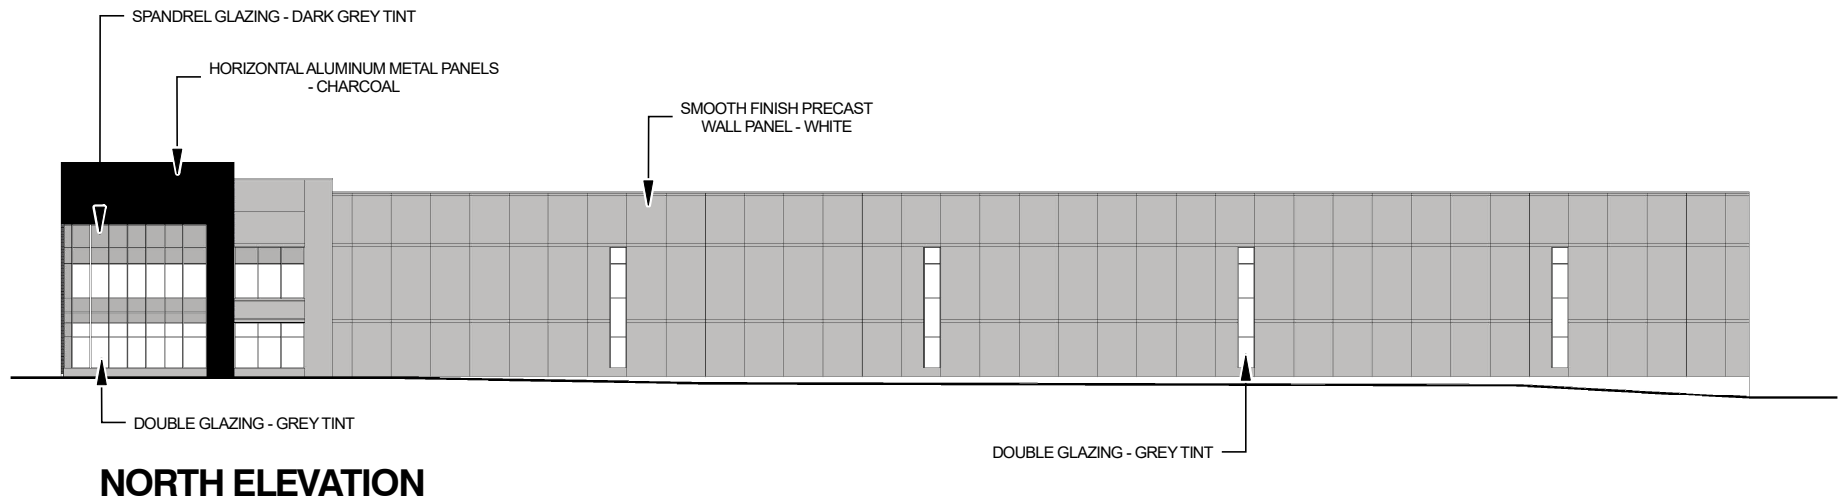 SPANDREL GLAZING - DARK GREY TINT
HORIZONTAL ALUMINUM METAL PANELS
- CHARCOAL
SMOOTH FINISH PRECAST
WALL PANEL - WHITE
DOUBLE GLAZING - GREY TINT
DOUBLE GLAZING - GREY TINT
NORTH ELEVATION